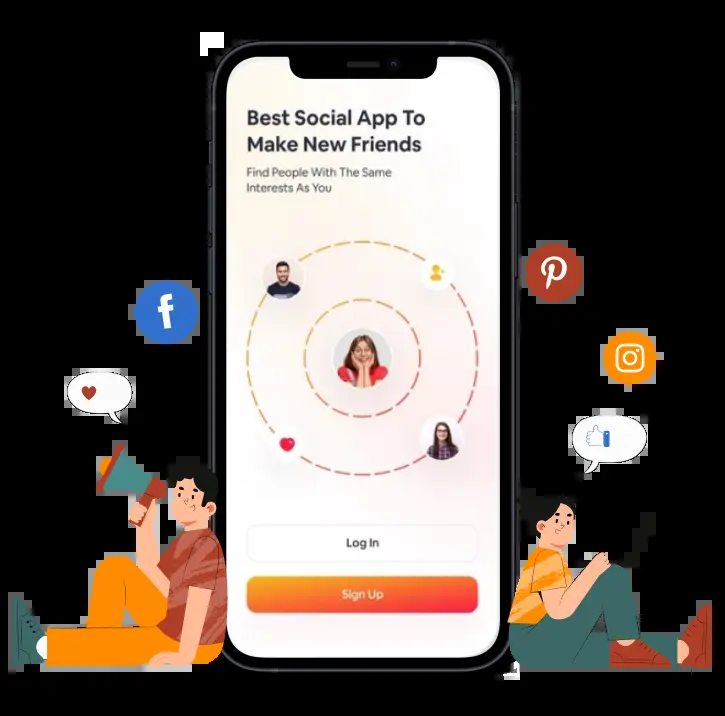 Best Social App To
Make New Friends
Find People With The Same
Interests As You
Log In
Sign Up